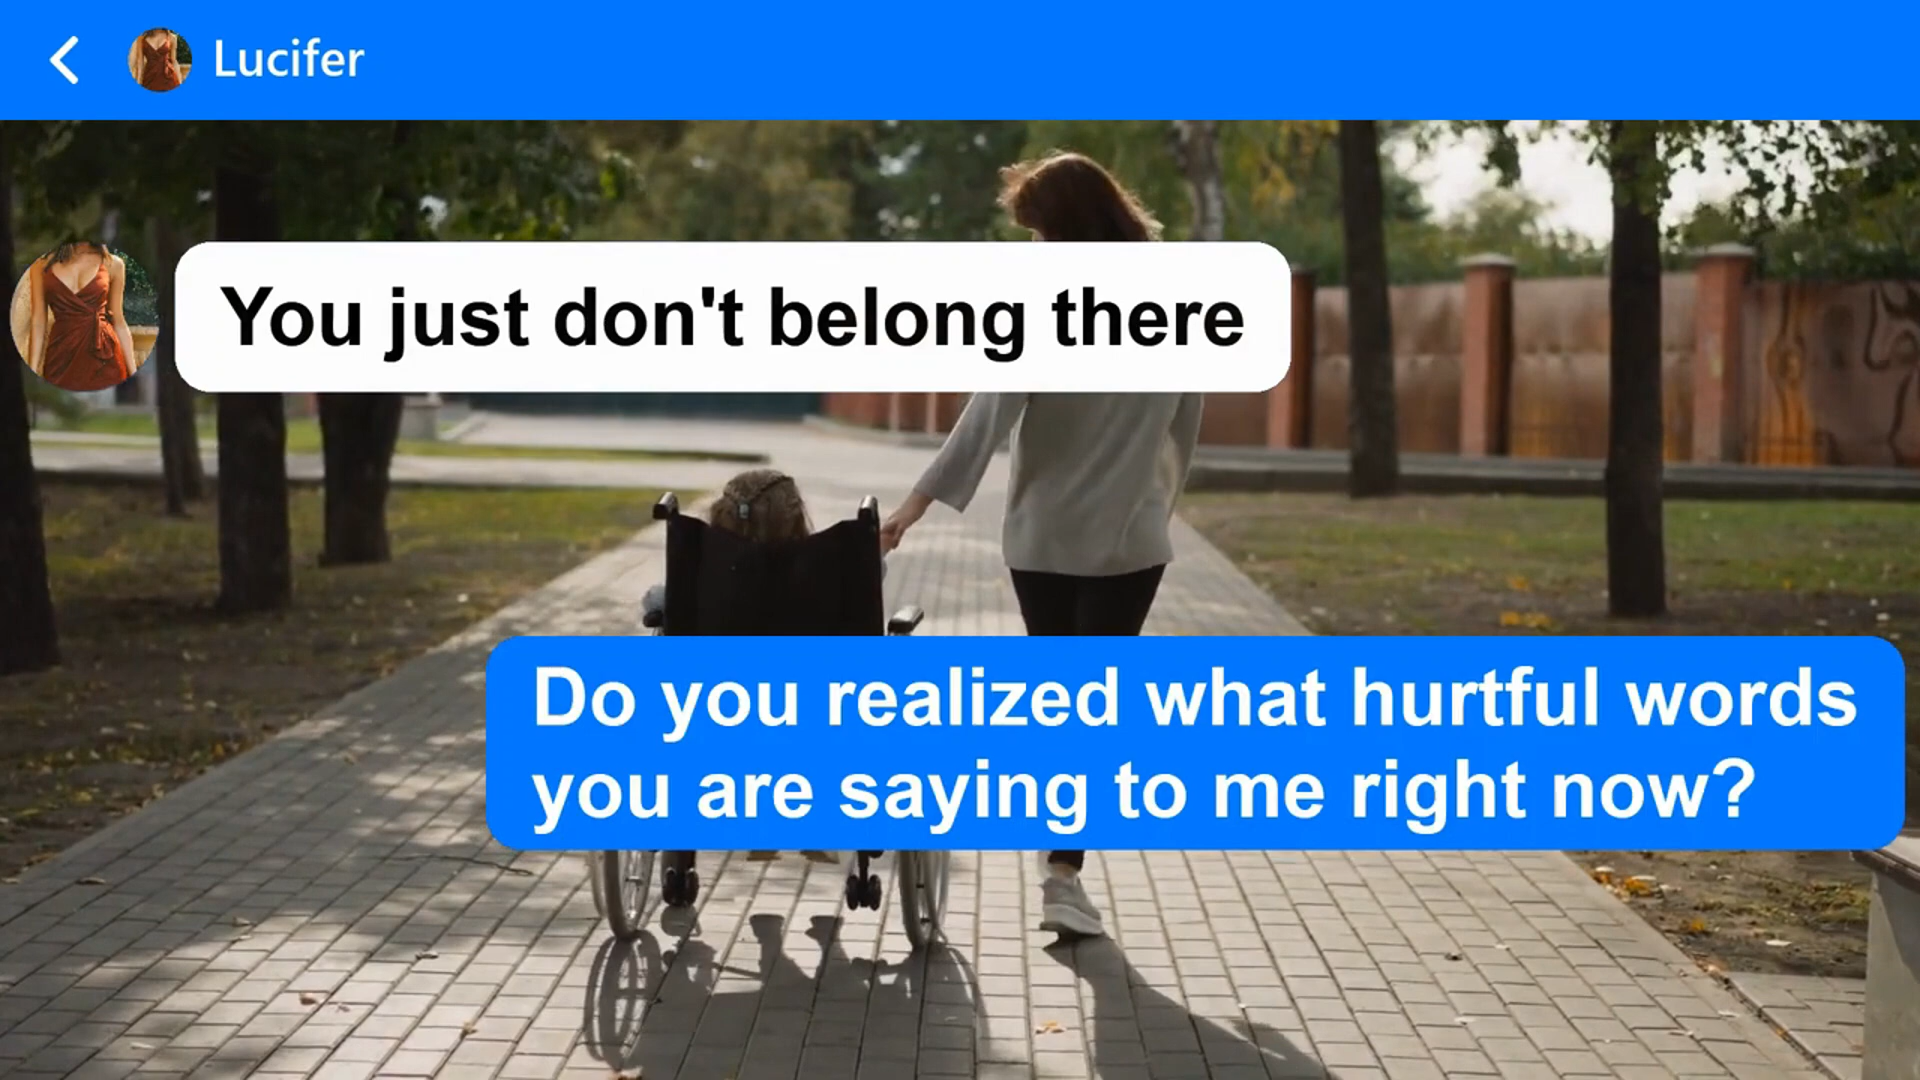 Lucifer
You just don't belong there
Do you realized what hurtful words
you are saying to me right now?